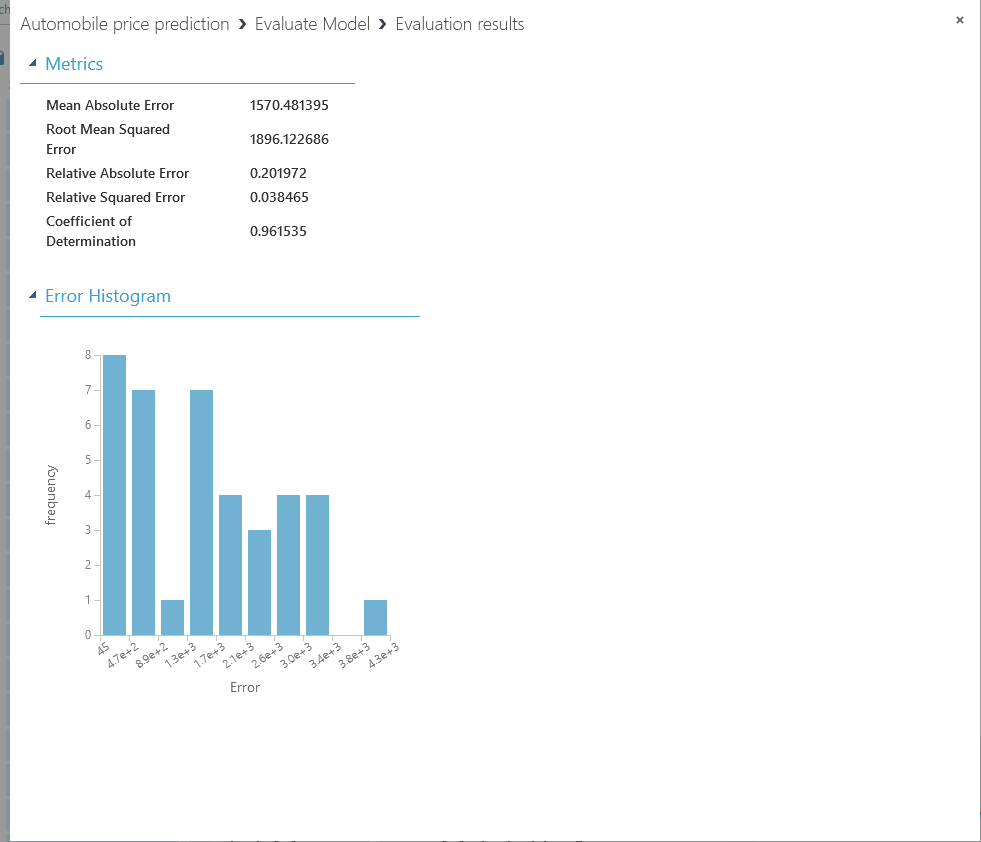 Automobile price prediction › Evaluate Model › Evaluation results
×
Metrics
Mean Absolute Error 1570.481395
Root Mean Squared
Error
1896.122686
Relative Absolute Error 0.201972
Relative Squared Error 0.038465
Coefficient of
Determination
0.961535
Error Histogram
8
7
6
5
4
3
2
1
0
frequency
45 4.7e+2 8.9e+2 1.3e+3 1.7e+3 2.1e+3 2.6e+3 3.0e+3 3.4e+3 3.8e+3 4.3e+3
Error